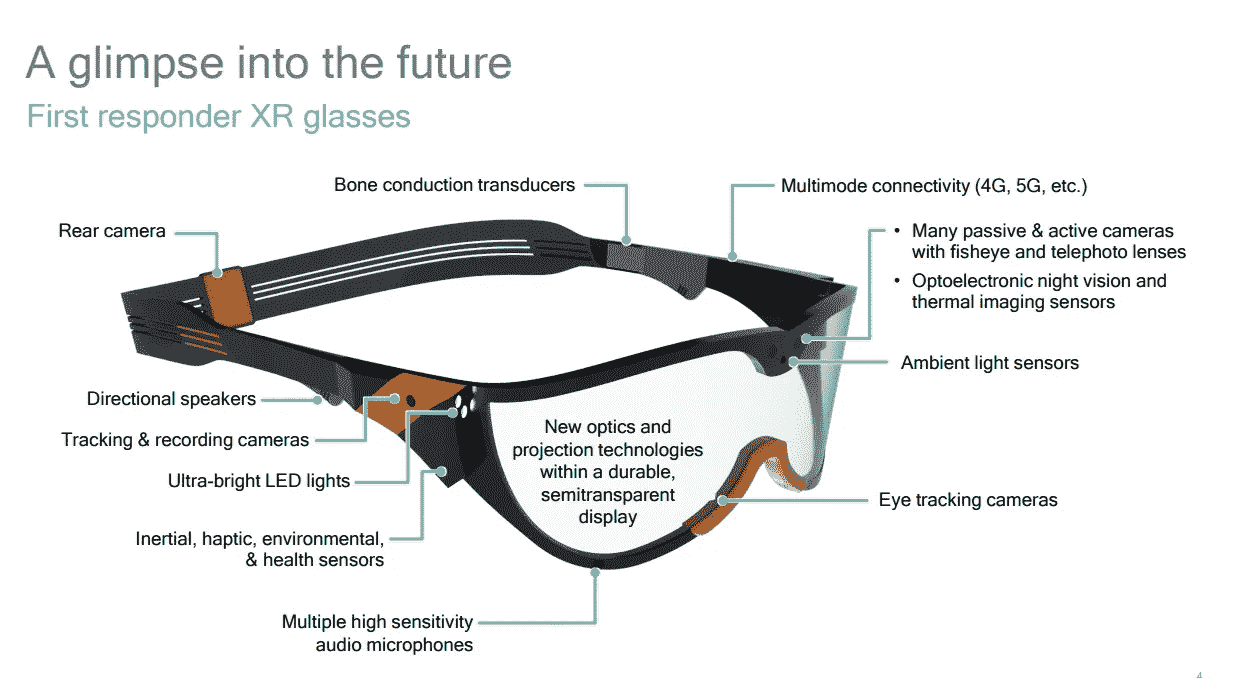 A glimpse into the future
First responder XR glasses
Bone conduction transducers
Multimode connectivity (4G, 5G, etc.)
Rear camera
• Many passive & active cameras
with fisheye and telephoto lenses
• Optoelectronic night vision and
thermal imaging sensors
Ambient light sensors
Directional speakers
Tracking & recording cameras
Ultra-bright LED lights
Inertial, haptic, environmental,
& health sensors
New optics and
projection technologies
within a durable,
semitransparent
display
Eye tracking cameras
Multiple high sensitivity
audio microphones
4